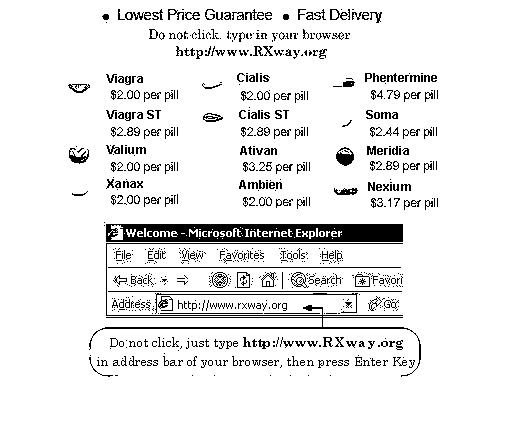 • Lowest Price Guarantee • Fast Delivery
Do not click, type in your browser
http://www.RXway.org
Viagra Cialis Phentermine
$2.00 per pill $2.00 per pill $4.79 per pill
Viagra ST Cialis ST Soma
$2.89 per pill $2.89 per pill $2.44 per pill
Valium Ativan Meridia
$2.00 per pill $3.25 per pill $2.89 per pill
Xanax Ambien Nexium
$2.00 per pill $2.00 per pill $3.17 per pill
Welcome - Microsoft Internet Explorer
File Edit View Favorites Tools Help
Back Search Favori
Address http://www.rxway.org Go
Do not click, just type http://www.RXway.org
in address bar of your browser, then press Enter Key